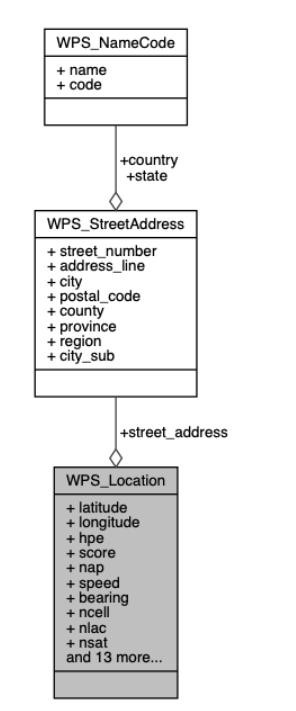 WPS_NameCode
+ name
+ code
+country
+state
WPS_StreetAddress
+ street_number
+ address_line
+ city
+ postal_code
+ county
+ province
+ region
+ city_sub
+street_address
WPS_Location
+ latitude
+ longitude
+ hpe
+ score
+ nap
+ speed
+ bearing
+ ncell
+ nlac
+ nsat
and 13 more...